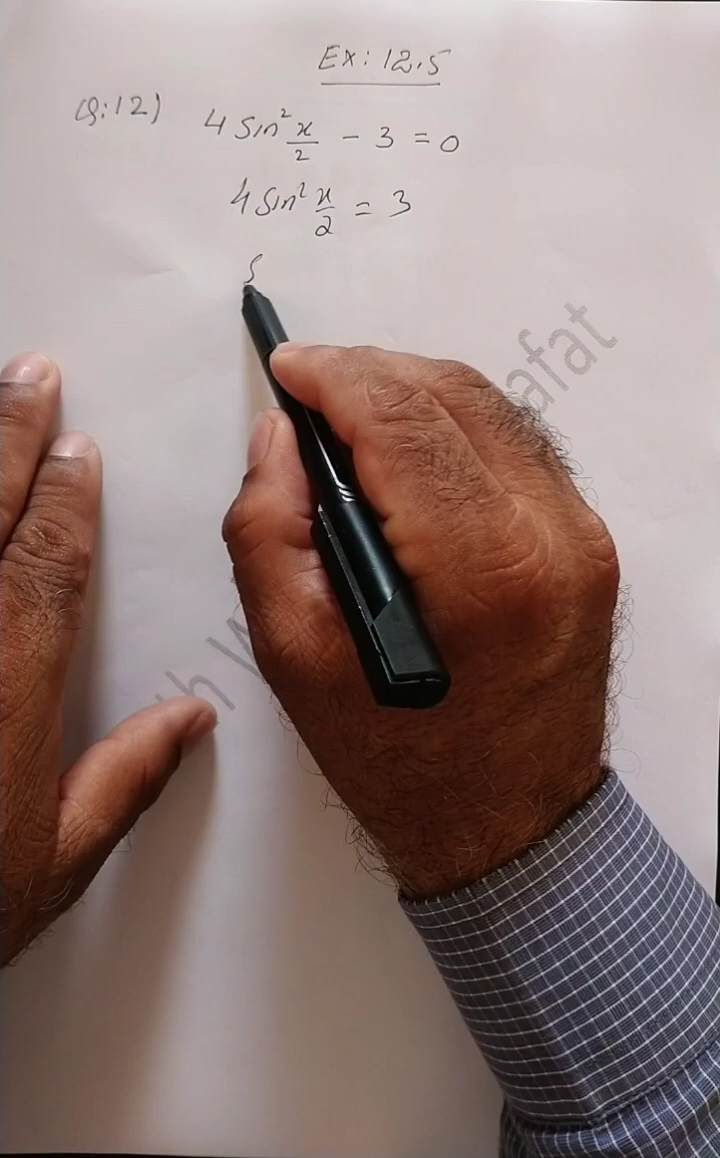 Ex: 12.5
Q:12) 4 Sin² x/2 - 3 = 0
4 Sin² x/2 = 3
S